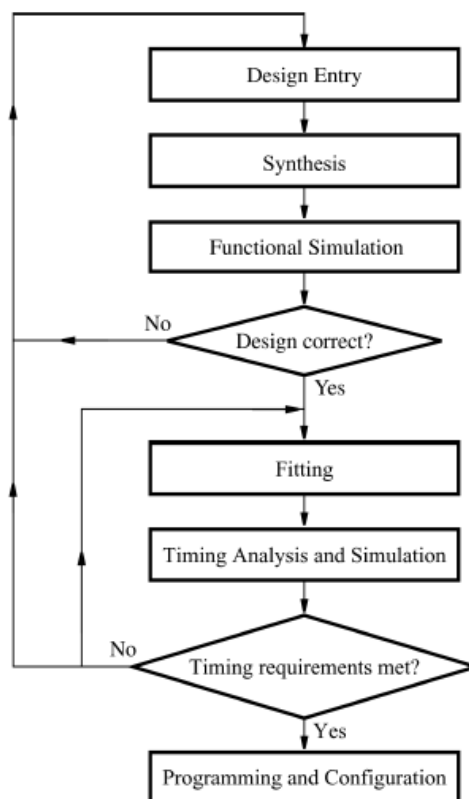 Design Entry
Synthesis
Functional Simulation
No
Design correct?
Yes
Fitting
Timing Analysis and Simulation
No
Timing requirements met?
Yes
Programming and Configuration